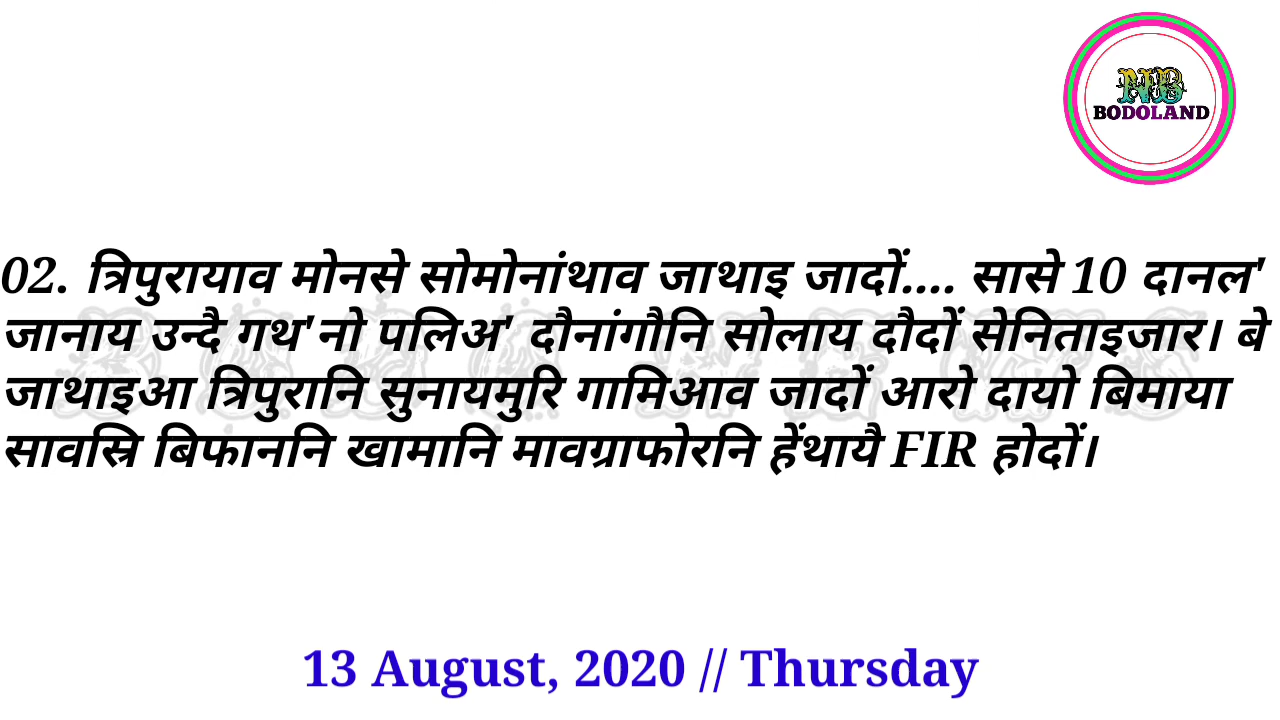 NB
BODOLAND
02. त्रिपुरायाव मोनसे सोमोनांथाव जाथाइ जादों.... सासे 10 दानल'
जानाय उन्दै गथ'नो पलिअ' दौनांगौनि सोलाय दौदों सेनिताइजार। बे
जाथाइआ त्रिपुरानि सुनायमुरि गामिआव जादों आरो दायो बिमाया
सावस्रि बिफाननि खामानि मावग्राफोरनि हेंथायै FIR होदों।
13 August, 2020 // Thursday